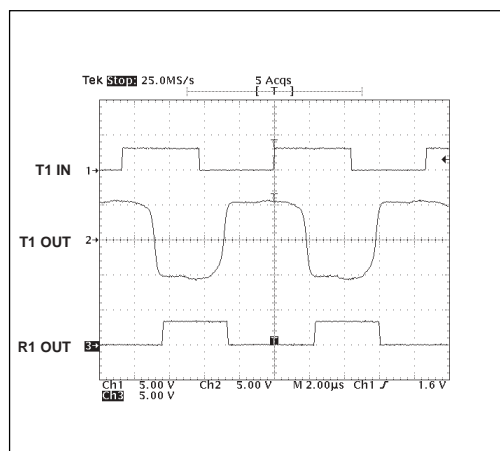 Tek Stop: 25.0MS/s 5 Acqs
[ T ]
T
T1 IN 1→
T
T1 OUT 2→
T
R1 OUT 3→
Ch1 5.00 V Ch2 5.00 V M 2.00µs Ch1 ƒ 1.6 V
Ch3 5.00 V